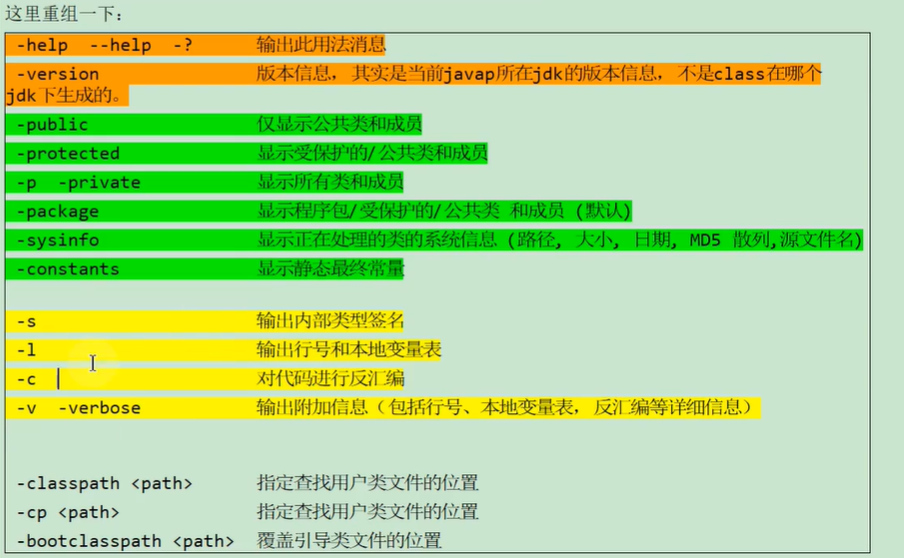 这里重组一下：
-help --help -? 输出此用法消息
-version 版本信息，其实是当前javap所在jdk的版本信息，不是class在哪个
jdk下生成的。
-public 仅显示公共类和成员
-protected 显示受保护的/公共类和成员
-p -private 显示所有类和成员
-package 显示程序包/受保护的/公共类 和成员 (默认)
-sysinfo 显示正在处理的类的系统信息 (路径, 大小, 日期, MD5 散列,源文件名)
-constants 显示静态最终常量
-s 输出内部类型签名
-l 输出行号和本地变量表
-c 对代码进行反汇编
-v -verbose 输出附加信息（包括行号、本地变量表，反汇编等详细信息）
-classpath <path> 指定查找用户类文件的位置
-cp <path> 指定查找用户类文件的位置
-bootclasspath <path> 覆盖引导类文件的位置